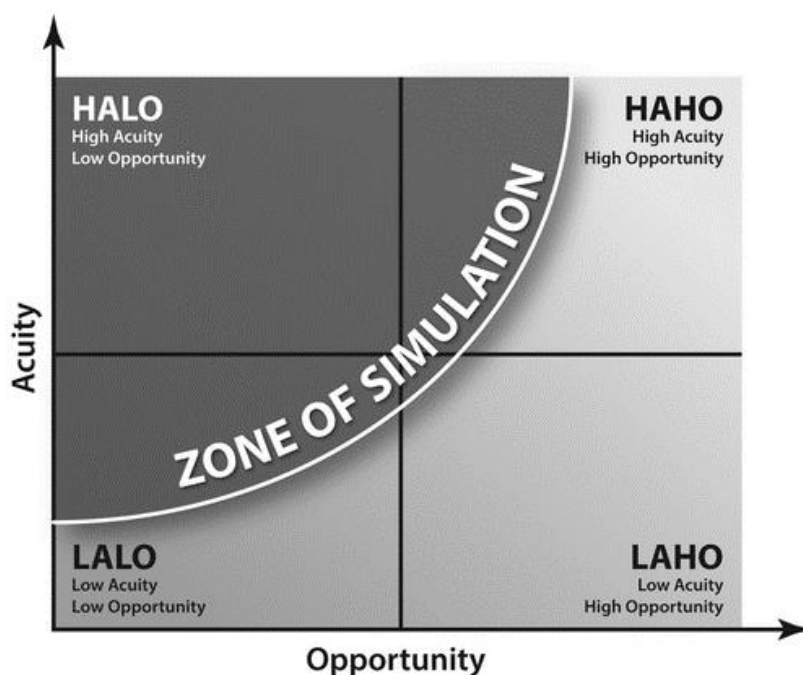 HALO
High Acuity
Low Opportunity
HAHO
High Acuity
High Opportunity
ZONE OF SIMULATION
Acuity
LALO
Low Acuity
Low Opportunity
LAHO
Low Acuity
High Opportunity
Opportunity